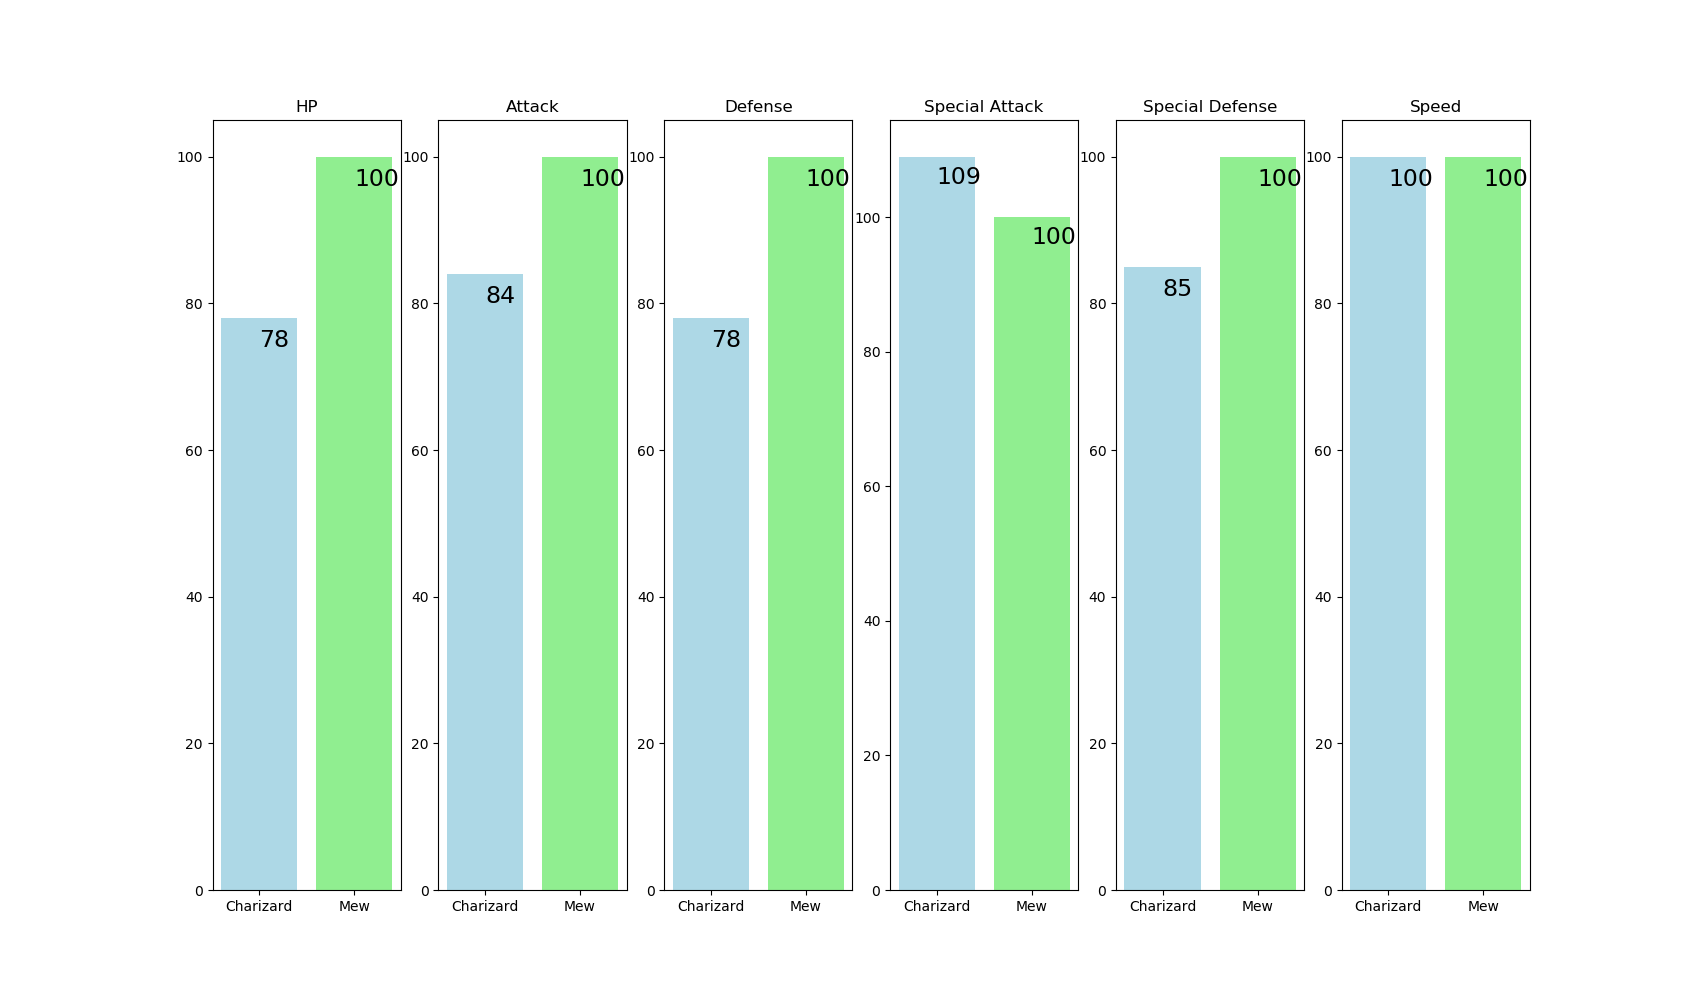 HP Attack Defense Special Attack Special Defense Speed
100 100 100 100 100 100
80 80 80 80 80 80
60 60 60 60 60 60
40 40 40 40 40 40
20 20 20 20 20 20
0 0 0 0 0 0
78 100 84 100 78 100 109 100 85 100 100 100
Charizard Mew Charizard Mew Charizard Mew Charizard Mew Charizard Mew Charizard Mew